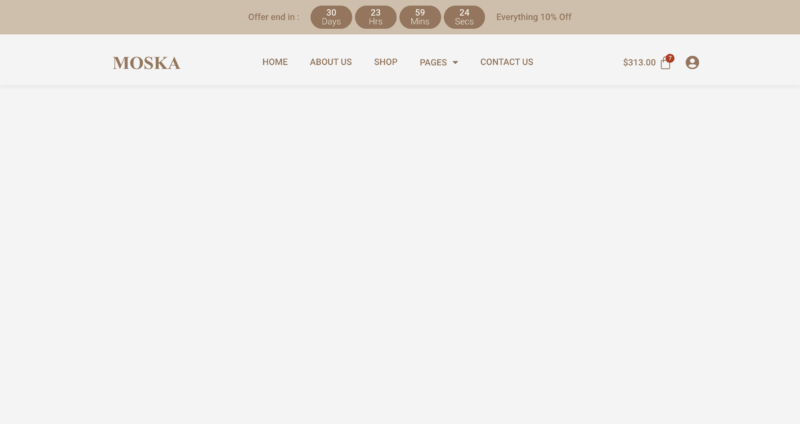 Offer end in :
30
Days
23
Hrs
59
Mins
24
Secs
Everything 10% Off
MOSKA
HOME
ABOUT US
SHOP
PAGES
CONTACT US
$313.00
7